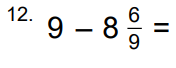 12. 9 – 8 6/9 =